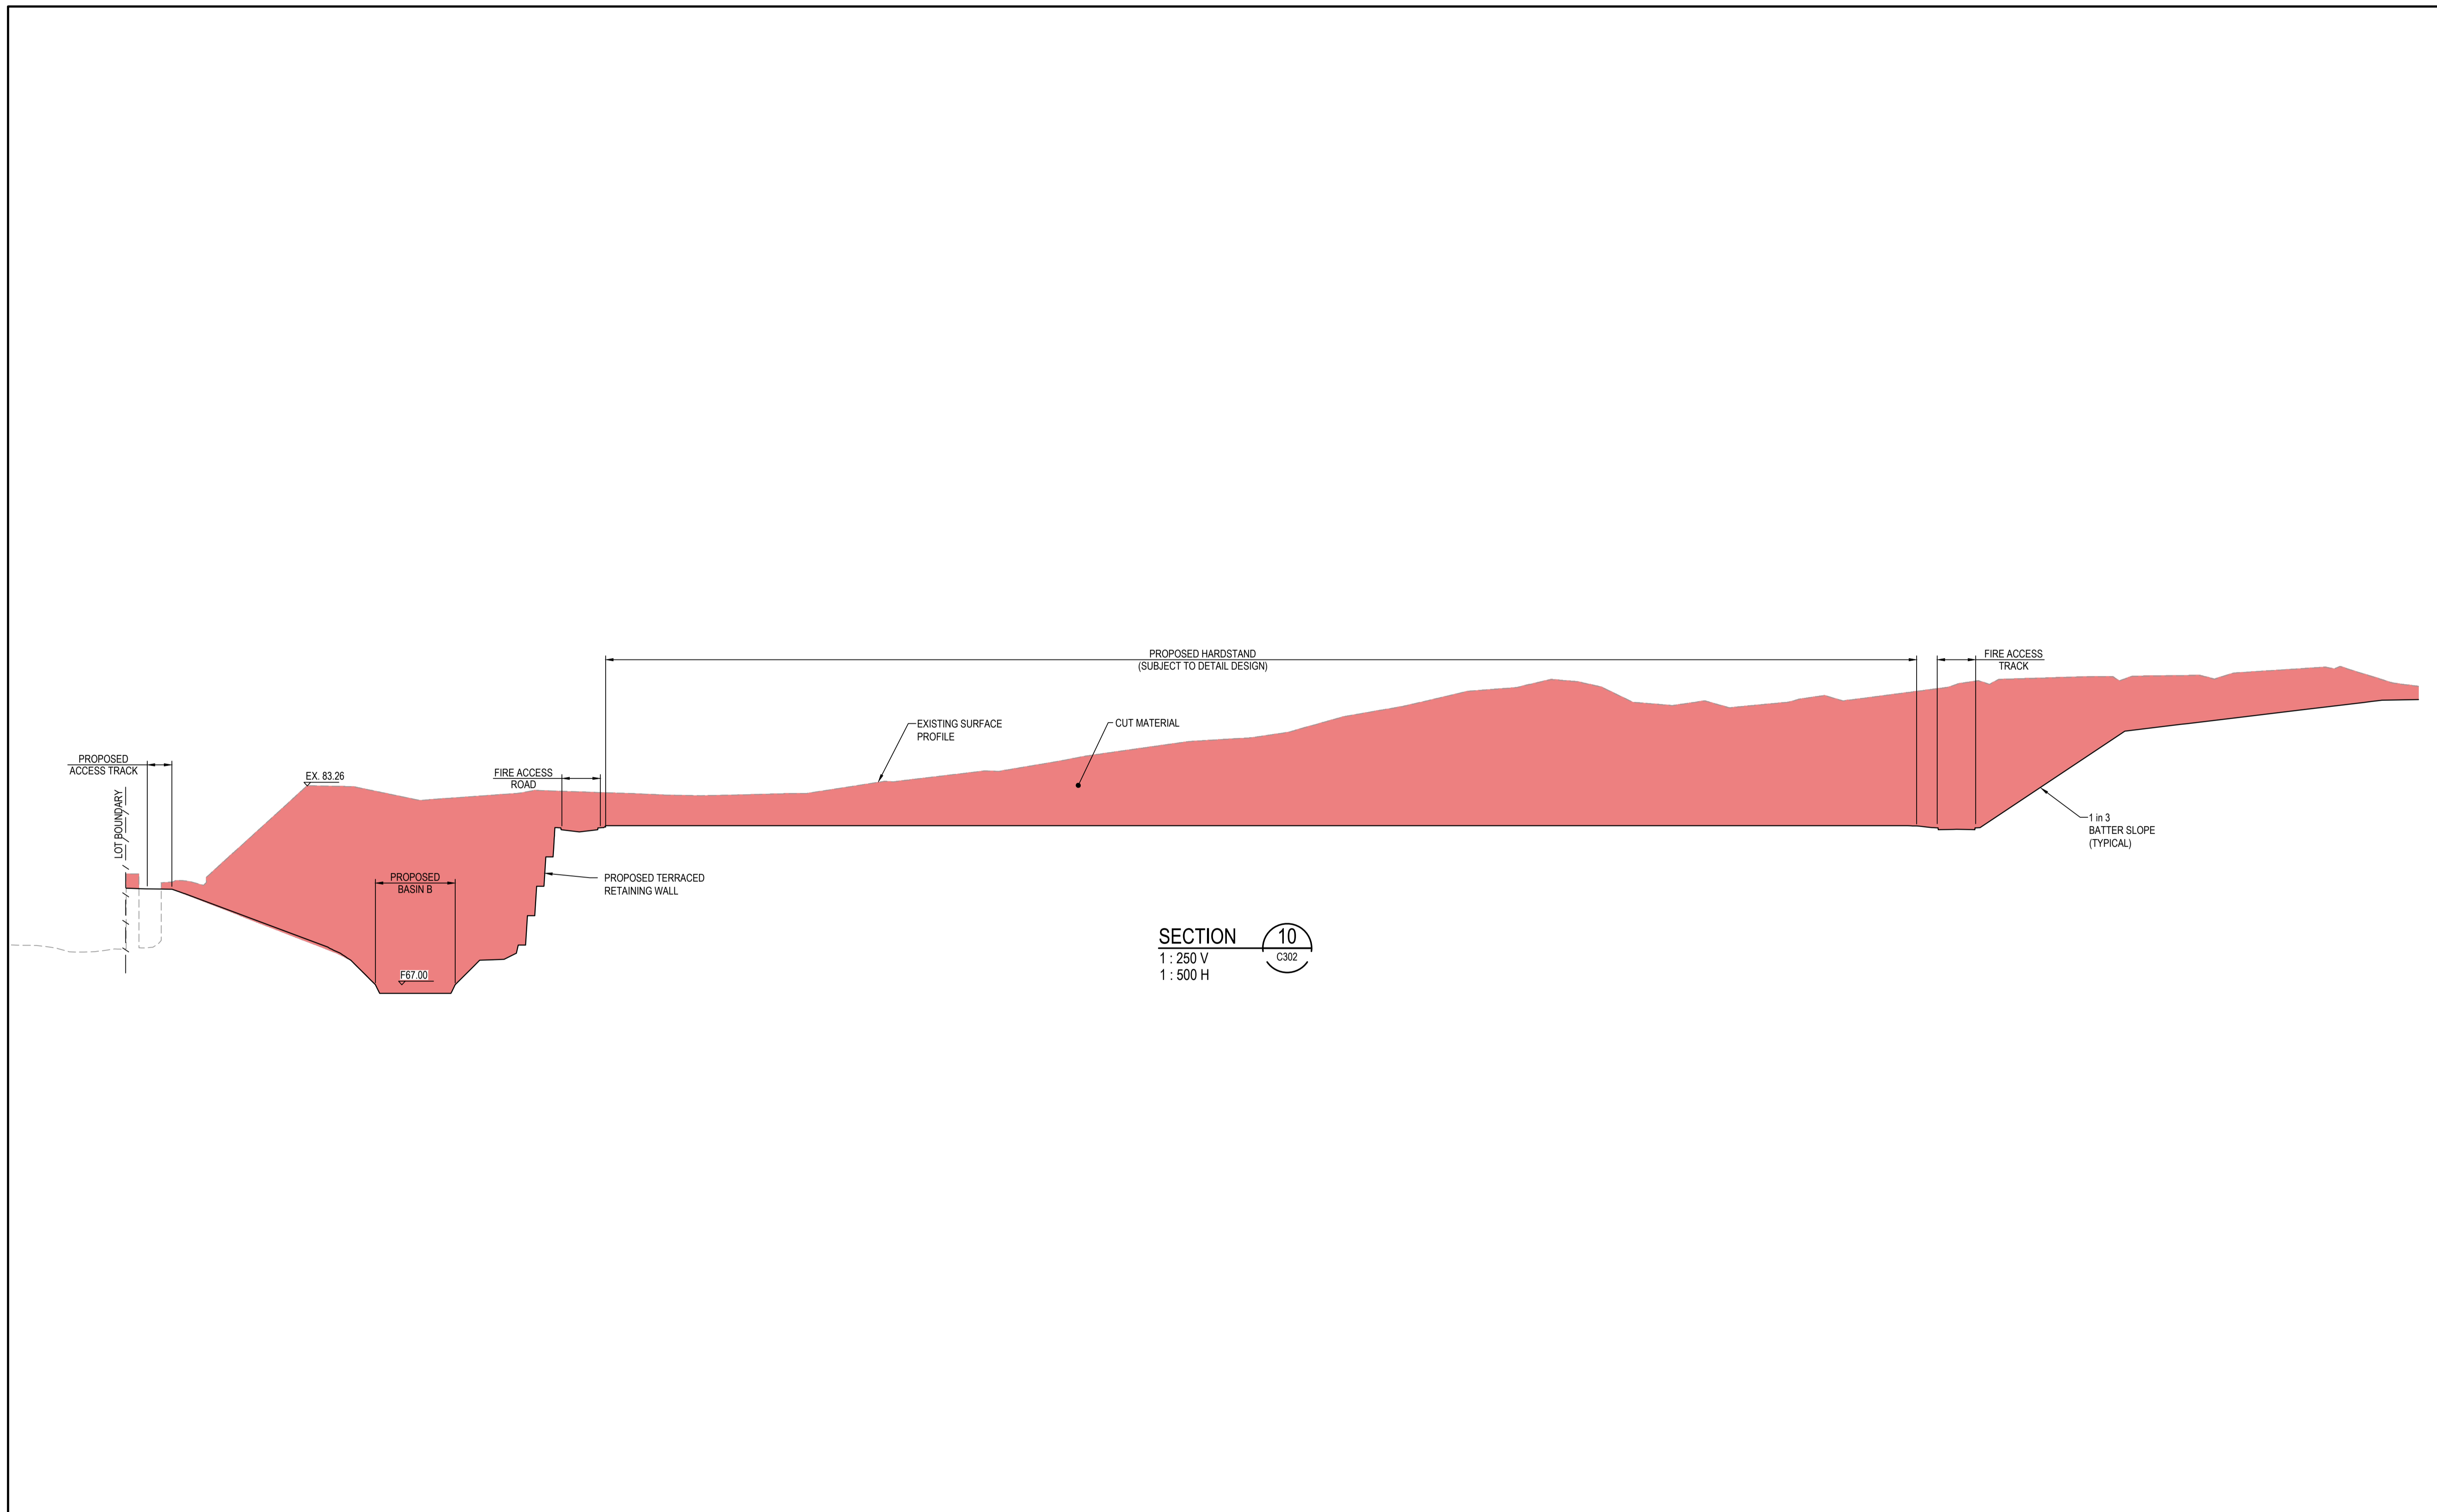 PROPOSED HARDSTAND
(SUBJECT TO DETAIL DESIGN)
FIRE ACCESS
TRACK
EXISTING SURFACE
PROFILE
CUT MATERIAL
PROPOSED
ACCESS TRACK
EX. 83.26
FIRE ACCESS
ROAD
LOT BOUNDARY
1 in 3
BATTER SLOPE
(TYPICAL)
PROPOSED
BASIN B
PROPOSED TERRACED
RETAINING WALL
F67.00
SECTION
10
C302
1 : 250 V
1 : 500 H